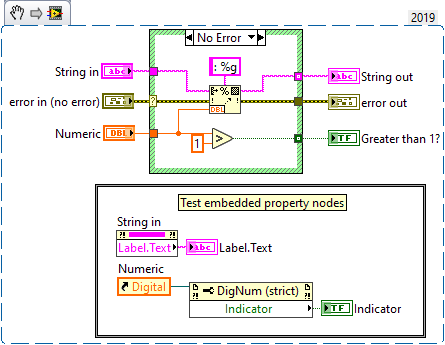 2019
No Error
String in
abc
: %g
%
DBL
abc
String out
error in (no error)
?!
?
error out
Numeric
DBL
1
>
TF
Greater than 1?
Test embedded property nodes
String in
?!
?!
Label.Text
abc
Label.Text
Numeric
Digital
?!
DigNum (strict)
?!
Indicator
TF
Indicator